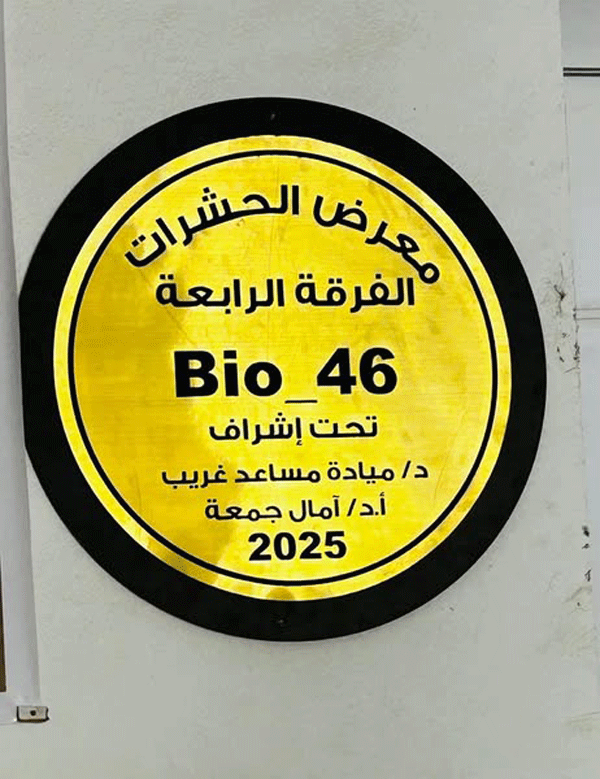 معرض الحشرات
الفرقة الرابعة
Bio_46
تحت إشراف
د/ ميادة مساعد غريب
أ.د/ آمال جمعة
2025